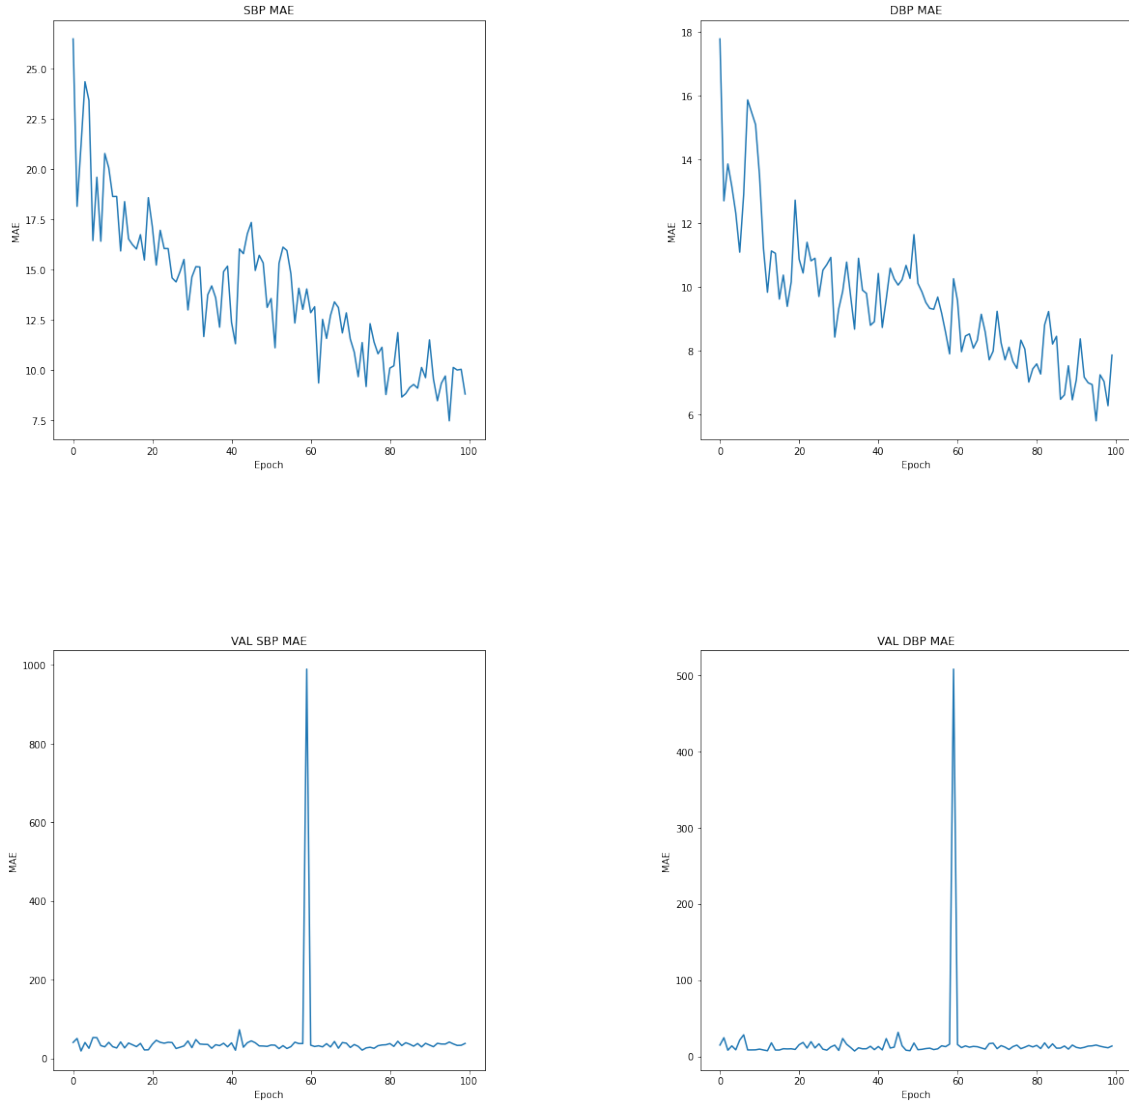 SBP MAE
25.0
22.5
20.0
17.5
15.0
12.5
10.0
7.5
MAE
0 20 40 60 80 100
Epoch
DBP MAE
18
16
14
12
10
8
6
MAE
0 20 40 60 80 100
Epoch
VAL SBP MAE
1000
800
600
400
200
0
MAE
0 20 40 60 80 100
Epoch
VAL DBP MAE
500
400
300
200
100
0
MAE
0 20 40 60 80 100
Epoch